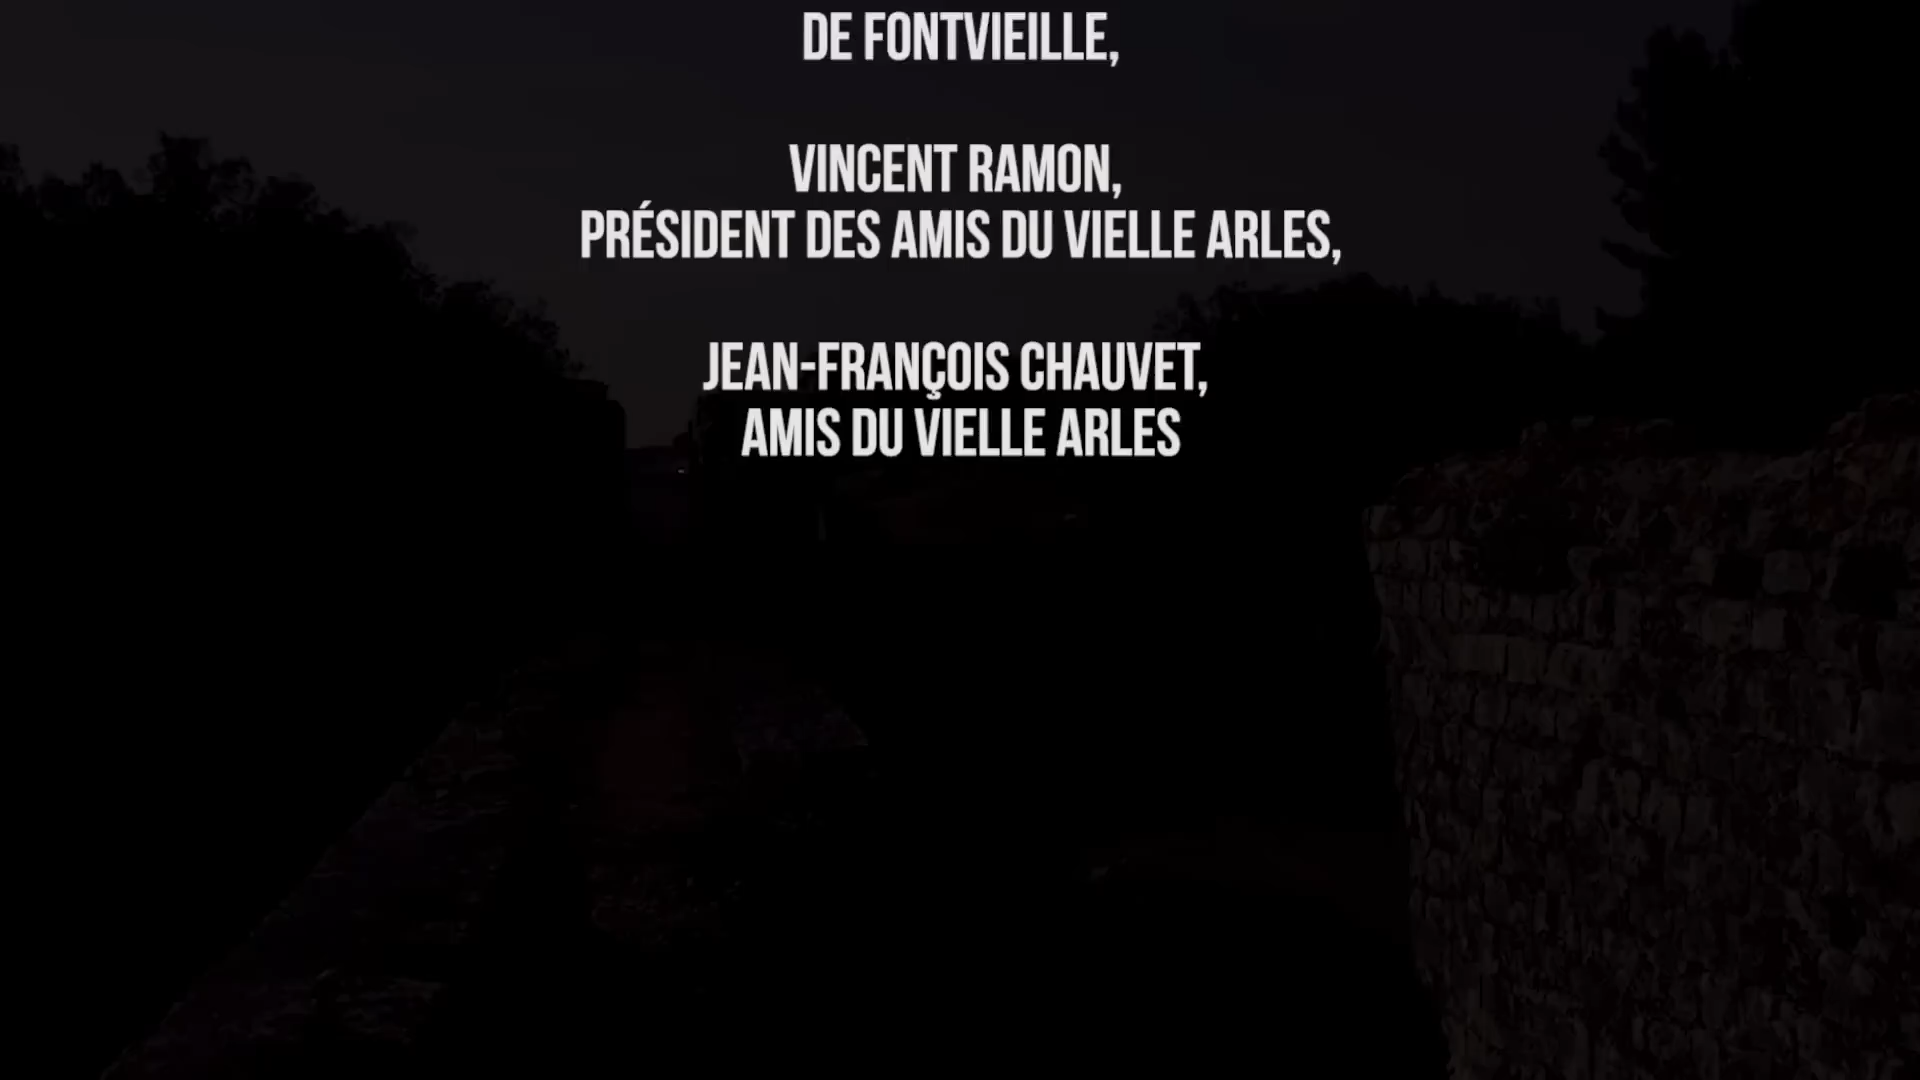 DE FONTVIEILLE,
VINCENT RAMON,
PRÉSIDENT DES AMIS DU VIELLE ARLES,
JEAN-FRANÇOIS CHAUVET,
AMIS DU VIELLE ARLES